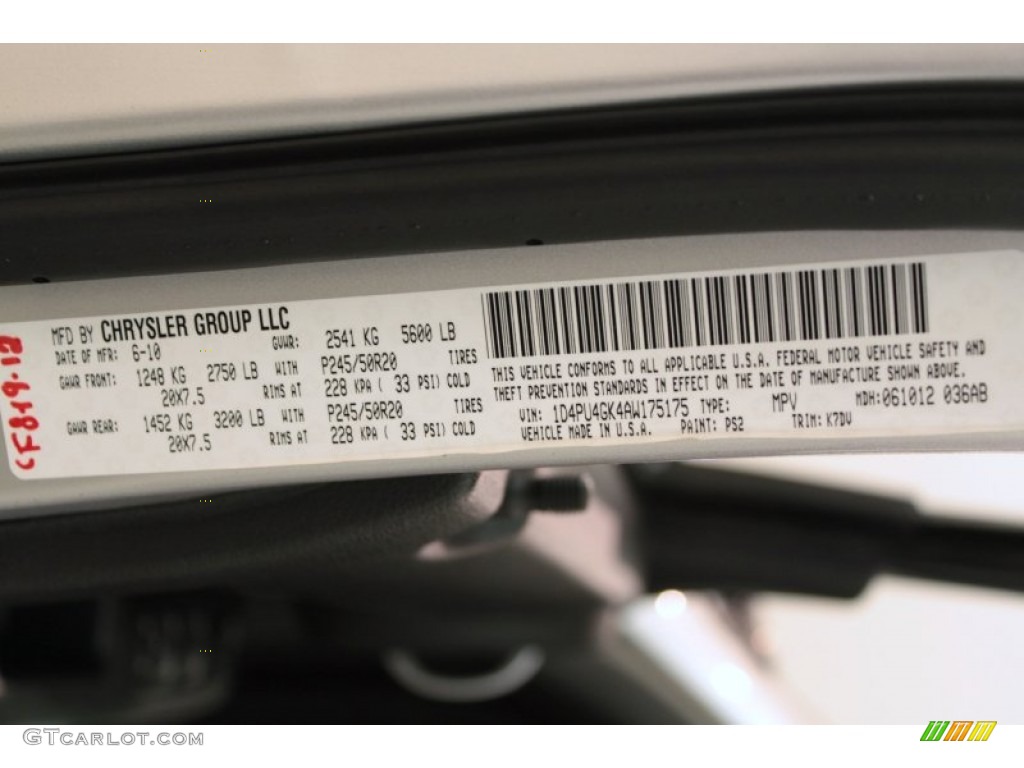 MFD BY CHRYSLER GROUP LLC
DATE OF MFR: 6-10 GVWR: 2541 KG 5600 LB
GAWR FRONT: 1248 KG 2750 LB WITH P245/50R20 TIRES
20X7.5 RIMS AT 228 KPA ( 33 PSI) COLD
GAWR REAR: 1452 KG 3200 LB WITH P245/50R20 TIRES
20X7.5 RIMS AT 228 KPA ( 33 PSI) COLD
THIS VEHICLE CONFORMS TO ALL APPLICABLE U.S.A. FEDERAL MOTOR VEHICLE SAFETY AND
THEFT PREVENTION STANDARDS IN EFFECT ON THE DATE OF MANUFACTURE SHOWN ABOVE.
VIN: 1D4PU4GK4AW175175 TYPE: MPV MDH:061012 036AB
VEHICLE MADE IN U.S.A. PAINT: PS2 TRIM: K7DV
GTCARLOT.COM